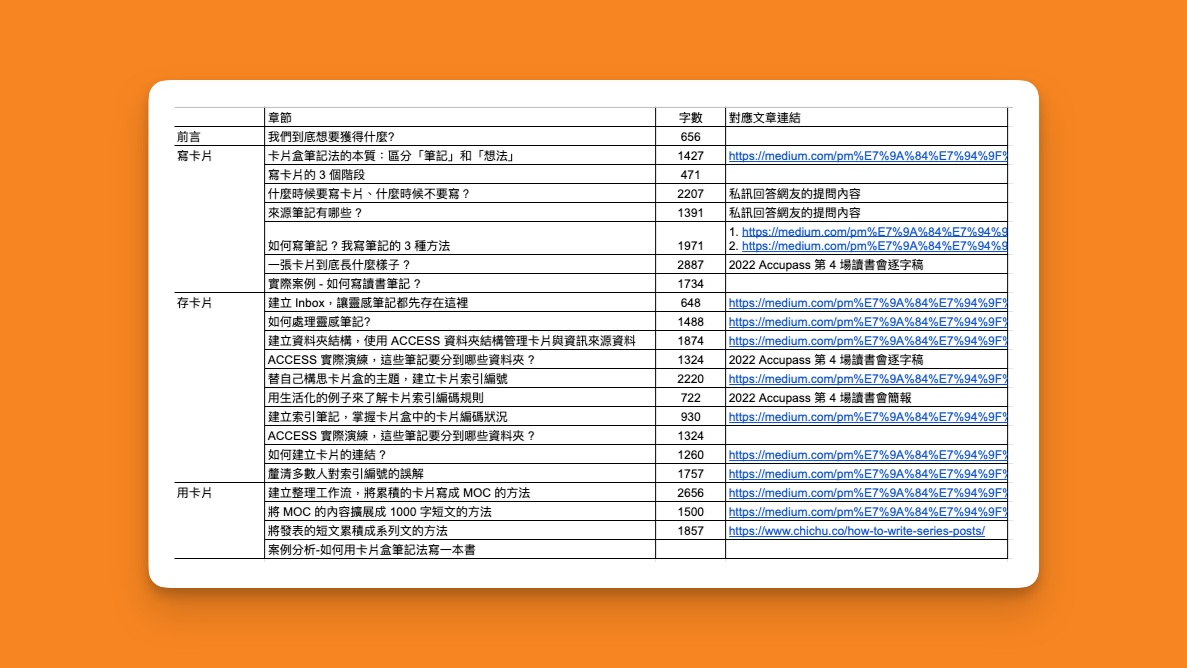 章節 字數 對應文章連結
前言 我們到底想要獲得什麼? 656
寫卡片 卡片盒筆記法的本質：區分「筆記」和「想法」 1427 https://medium.com/pm%E7%9A%84%E7%94%9F%
寫卡片的 3 個階段 471
什麼時候要寫卡片、什麼時候不要寫？ 2207 私訊回答網友的提問內容
來源筆記有哪些？ 1391 私訊回答網友的提問內容
1. https://medium.com/pm%E7%9A%84%E7%94%9
如何寫筆記？我寫筆記的 3 種方法 1971 2. https://medium.com/pm%E7%9A%84%E7%94%9
一張卡片到底長什麼樣子？ 2887 2022 Accupass 第 4 場讀書會逐字稿
實際案例 - 如何寫讀書筆記？ 1734
存卡片 建立 Inbox，讓靈感筆記都先存在這裡 648 https://medium.com/pm%E7%9A%84%E7%94%9F%
如何處理靈感筆記? 1488 https://medium.com/pm%E7%9A%84%E7%94%9F%
建立資料夾結構，使用 ACCESS 資料夾結構管理卡片與資訊來源資料 1874 https://medium.com/pm%E7%9A%84%E7%94%9F%
ACCESS 實際演練，這些筆記要分到哪些資料夾？ 1324 2022 Accupass 第 4 場讀書會逐字稿
替自己構思卡片盒的主題，建立卡片索引編號 2220 https://medium.com/pm%E7%9A%84%E7%94%9F%
用生活化的例子來了解卡片索引編碼規則 722 2022 Accupass 第 4 場讀書會簡報
建立索引筆記，掌握卡片盒中的卡片編碼狀況 930 https://medium.com/pm%E7%9A%84%E7%94%9F%
ACCESS 實際演練，這些筆記要分到哪些資料夾？ 1324
如何建立卡片的連結？ 1260 https://medium.com/pm%E7%9A%84%E7%94%9F%
釐清多數人對索引編號的誤解 1757 https://medium.com/pm%E7%9A%84%E7%94%9F%
用卡片 建立整理工作流，將累積的卡片寫成 MOC 的方法 2656 https://medium.com/pm%E7%9A%84%E7%94%9F%
將 MOC 的內容擴展成 1000 字短文的方法 1500 https://medium.com/pm%E7%9A%84%E7%94%9F%
將發表的短文累積成系列文的方法 1857 https://www.chichu.co/how-to-write-series-posts/
案例分析-如何用卡片盒筆記法寫一本書